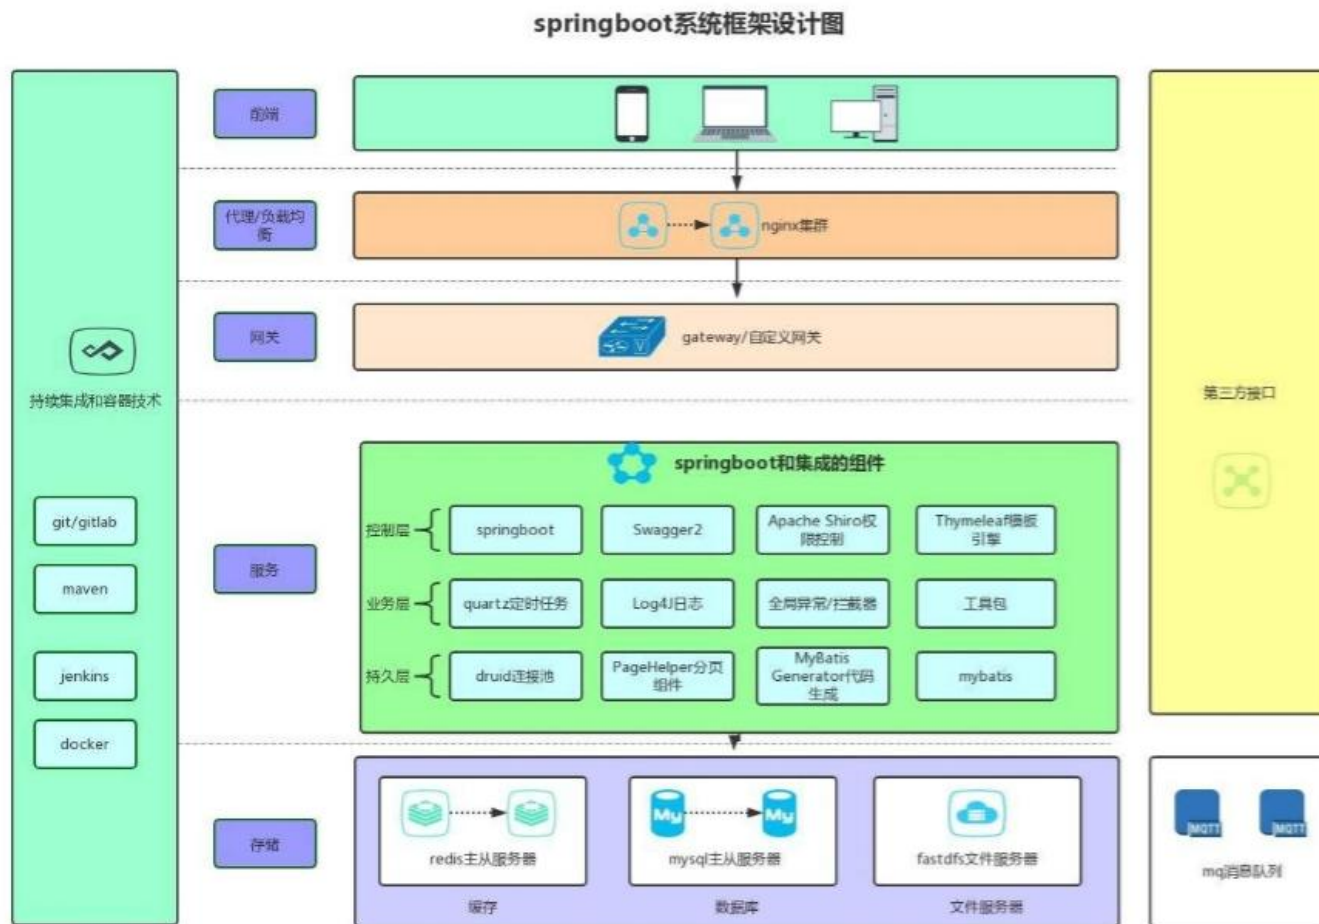 springboot系统框架设计图
前端
代理/负载均
衡
nginx集群
网关
gateway/自定义网关
持续集成和容器技术
git/gitlab
maven
jenkins
docker
第三方接口
服务
springboot和集成的组件
控制层
springboot
Swagger2
Apache Shiro权
限控制
Thymeleaf模板
引擎
业务层
quartz定时任务
Log4J日志
全局异常/拦截器
工具包
持久层
druid连接池
PageHelper分页
组件
MyBatis
Generator代码
生成
mybatis
存储
redis主从服务器
缓存
My
My
mysql主从服务器
数据库
fastdfs文件服务器
文件服务器
MQTT
MQTT
mq消息队列